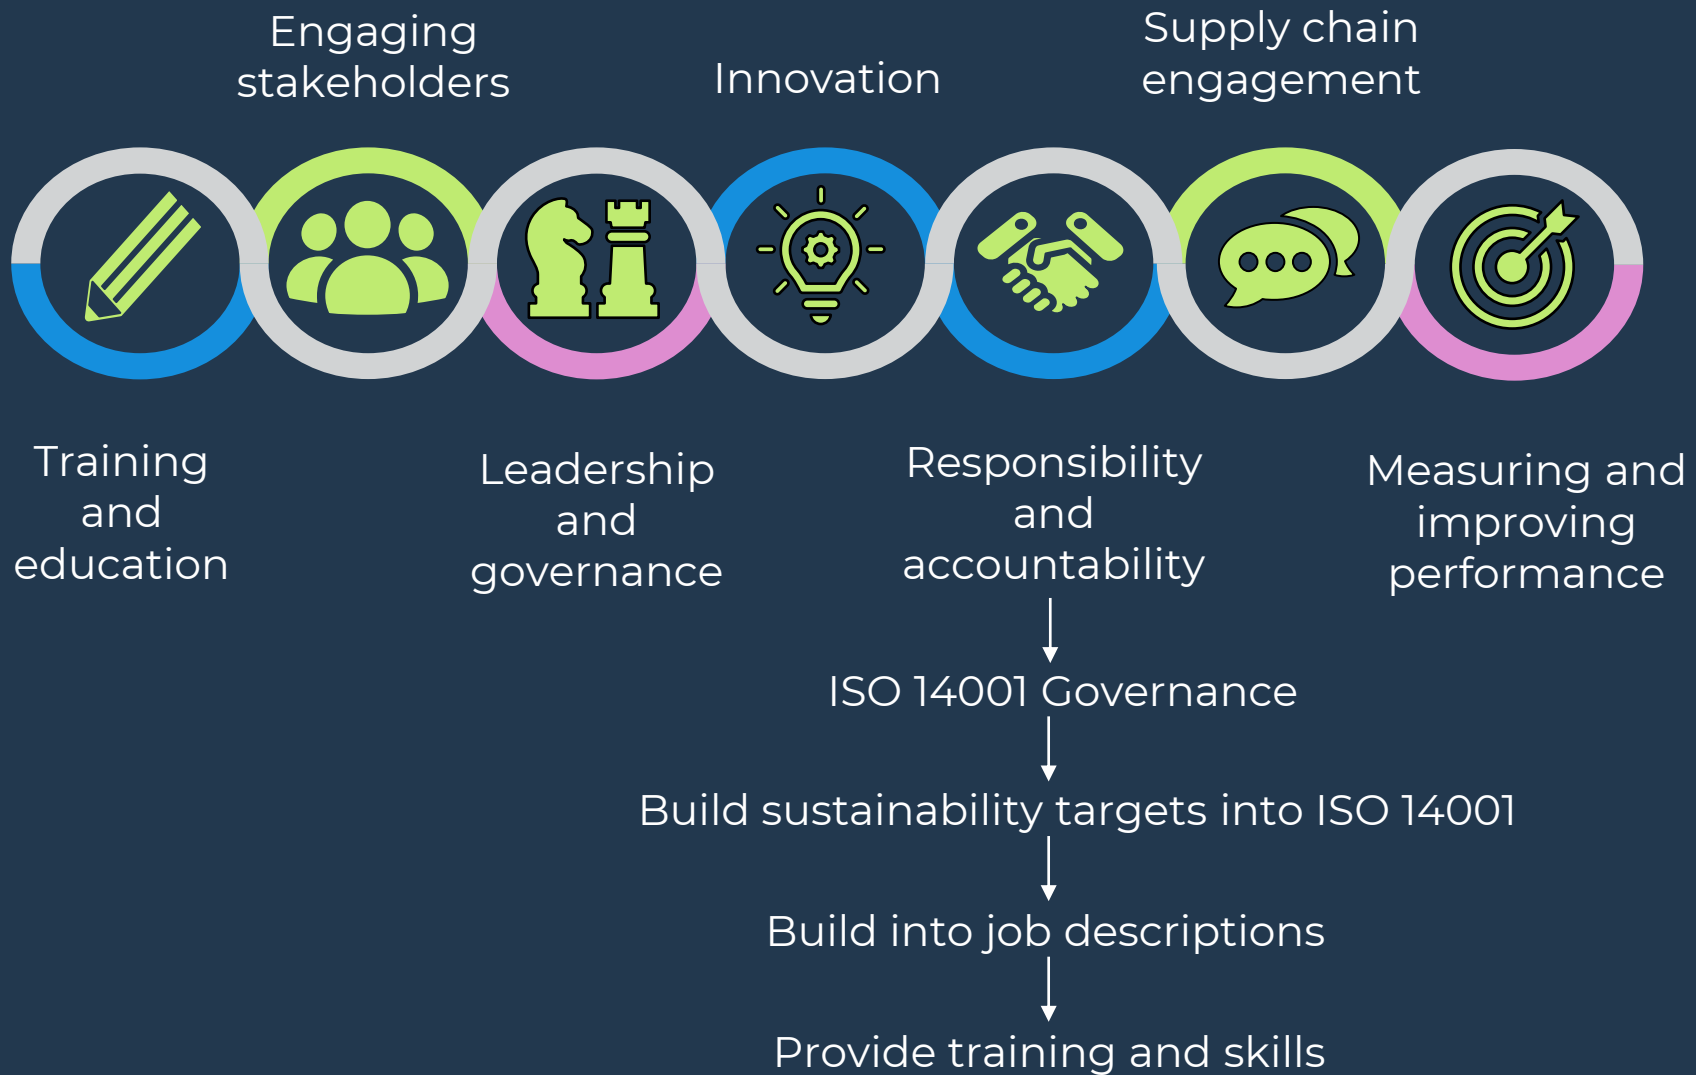 Engaging
stakeholders
Innovation
Supply chain
engagement
Training
and
education
Leadership
and
governance
Responsibility
and
accountability
Measuring and
improving
performance
ISO 14001 Governance
Build sustainability targets into ISO 14001
Build into job descriptions
Provide training and skills